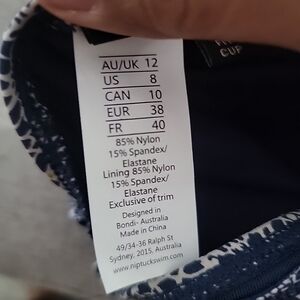 CUP
AU/UK 12
US 8
CAN 10
EUR 38
FR 40
85% Nylon
15% Spandex/
Elastane
Lining 85% Nylon
15% Spandex/
Elastane
Exclusive of trim
Designed in
Bondi- Australia
Made in China
49/34-36 Ralph St
Sydney, 2015. Australia.
www.niptuckswim.com